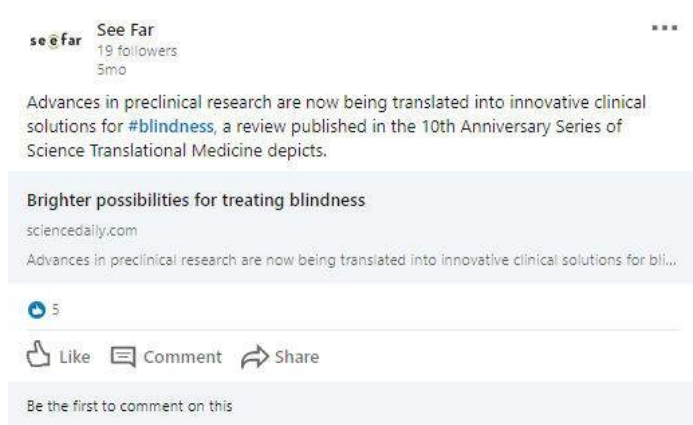 see far
See Far
19 followers
5mo
Advances in preclinical research are now being translated into innovative clinical
solutions for #blindness, a review published in the 10th Anniversary Series of
Science Translational Medicine depicts.
Brighter possibilities for treating blindness
sciencedaily.com
Advances in preclinical research are now being translated into innovative clinical solutions for bli...
5
Like Comment Share
Be the first to comment on this